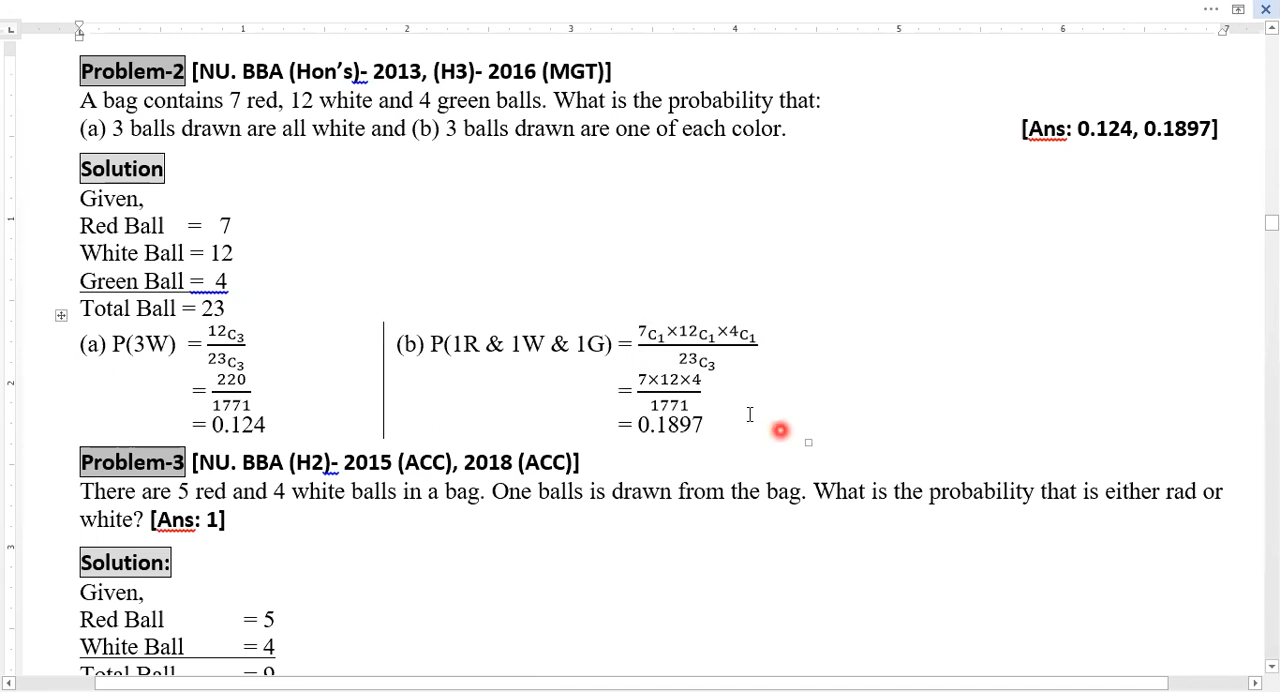 Problem-2 [NU. BBA (Hon’s)- 2013, (H3)- 2016 (MGT)]
A bag contains 7 red, 12 white and 4 green balls. What is the probability that:
(a) 3 balls drawn are all white and (b) 3 balls drawn are one of each color. [Ans: 0.124, 0.1897]
Solution
Given,
Red Ball = 7
White Ball = 12
Green Ball = 4
Total Ball = 23
(a) P(3W) = 12C₃ / 23C₃
= 220 / 1771
= 0.124
(b) P(1R & 1W & 1G) = 7C₁×12C₁×4C₁ / 23C₃
= 7×12×4 / 1771
= 0.1897
Problem-3 [NU. BBA (H2)- 2015 (ACC), 2018 (ACC)]
There are 5 red and 4 white balls in a bag. One balls is drawn from the bag. What is the probability that is either rad or
white? [Ans: 1]
Solution:
Given,
Red Ball = 5
White Ball = 4
Total Ball = 9